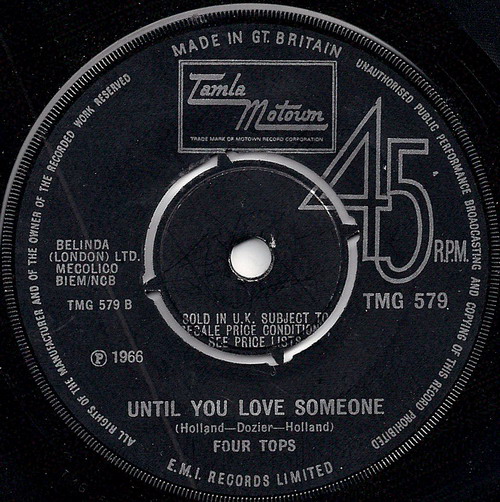 MADE IN GT. BRITAIN
UNAUTHORISED PUBLIC PERFORMANCE BROADCASTING AND COPYING OF THIS RECORD PROHIBITED
ALL RIGHTS OF THE MANUFACTURER AND OF THE OWNER OF THE RECORDED WORK RESERVED
Tamla
Motown
TRADE MARK OF MOTOWN RECORD CORPORATION
45
R.P.M.
BELINDA
(LONDON) LTD.
MECOLICO
BIEM/NCB
TMG 579 B
TMG 579
SOLD IN U.K. SUBJECT TO
RESALE PRICE CONDITIONS
SEE PRICE LISTS
Ⓟ 1966
UNTIL YOU LOVE SOMEONE
(Holland—Dozier—Holland)
FOUR TOPS
E.M.I. RECORDS LIMITED